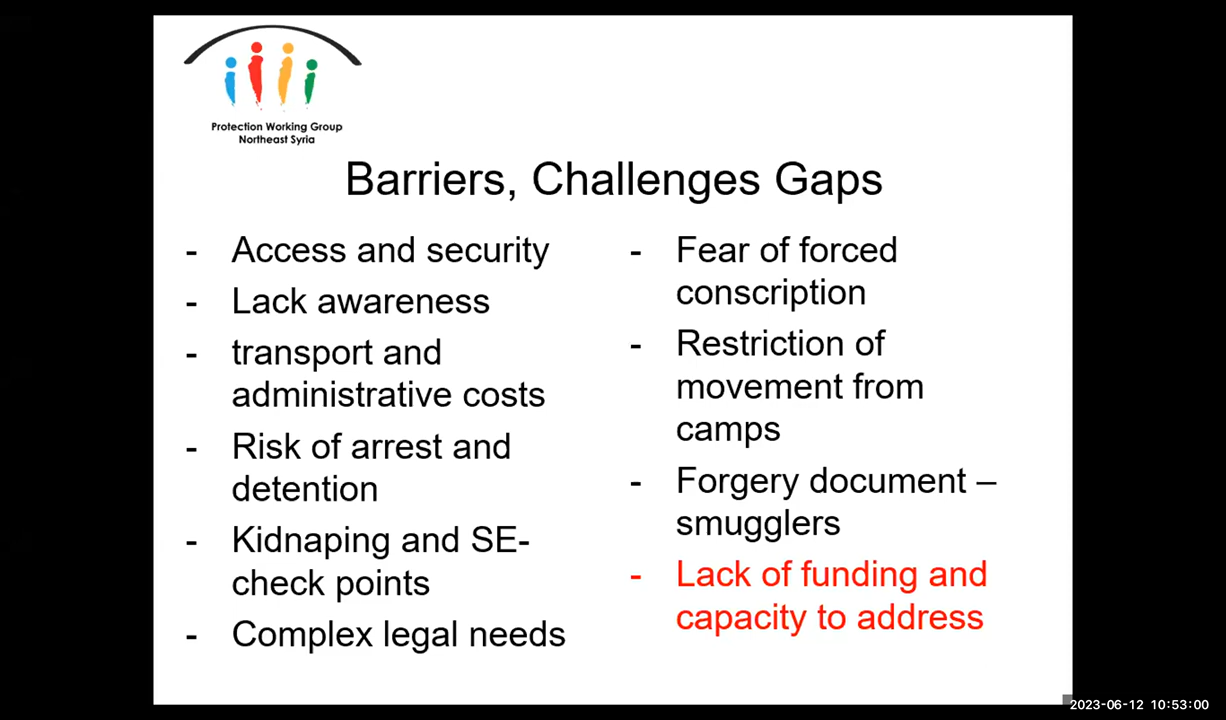 Protection Working Group
Northeast Syria
Barriers, Challenges Gaps
- Access and security
- Lack awareness
- transport and
administrative costs
- Risk of arrest and
detention
- Kidnaping and SE-
check points
- Complex legal needs
- Fear of forced
conscription
- Restriction of
movement from
camps
- Forgery document –
smugglers
- Lack of funding and
capacity to address
2023-06-12 10:53:00